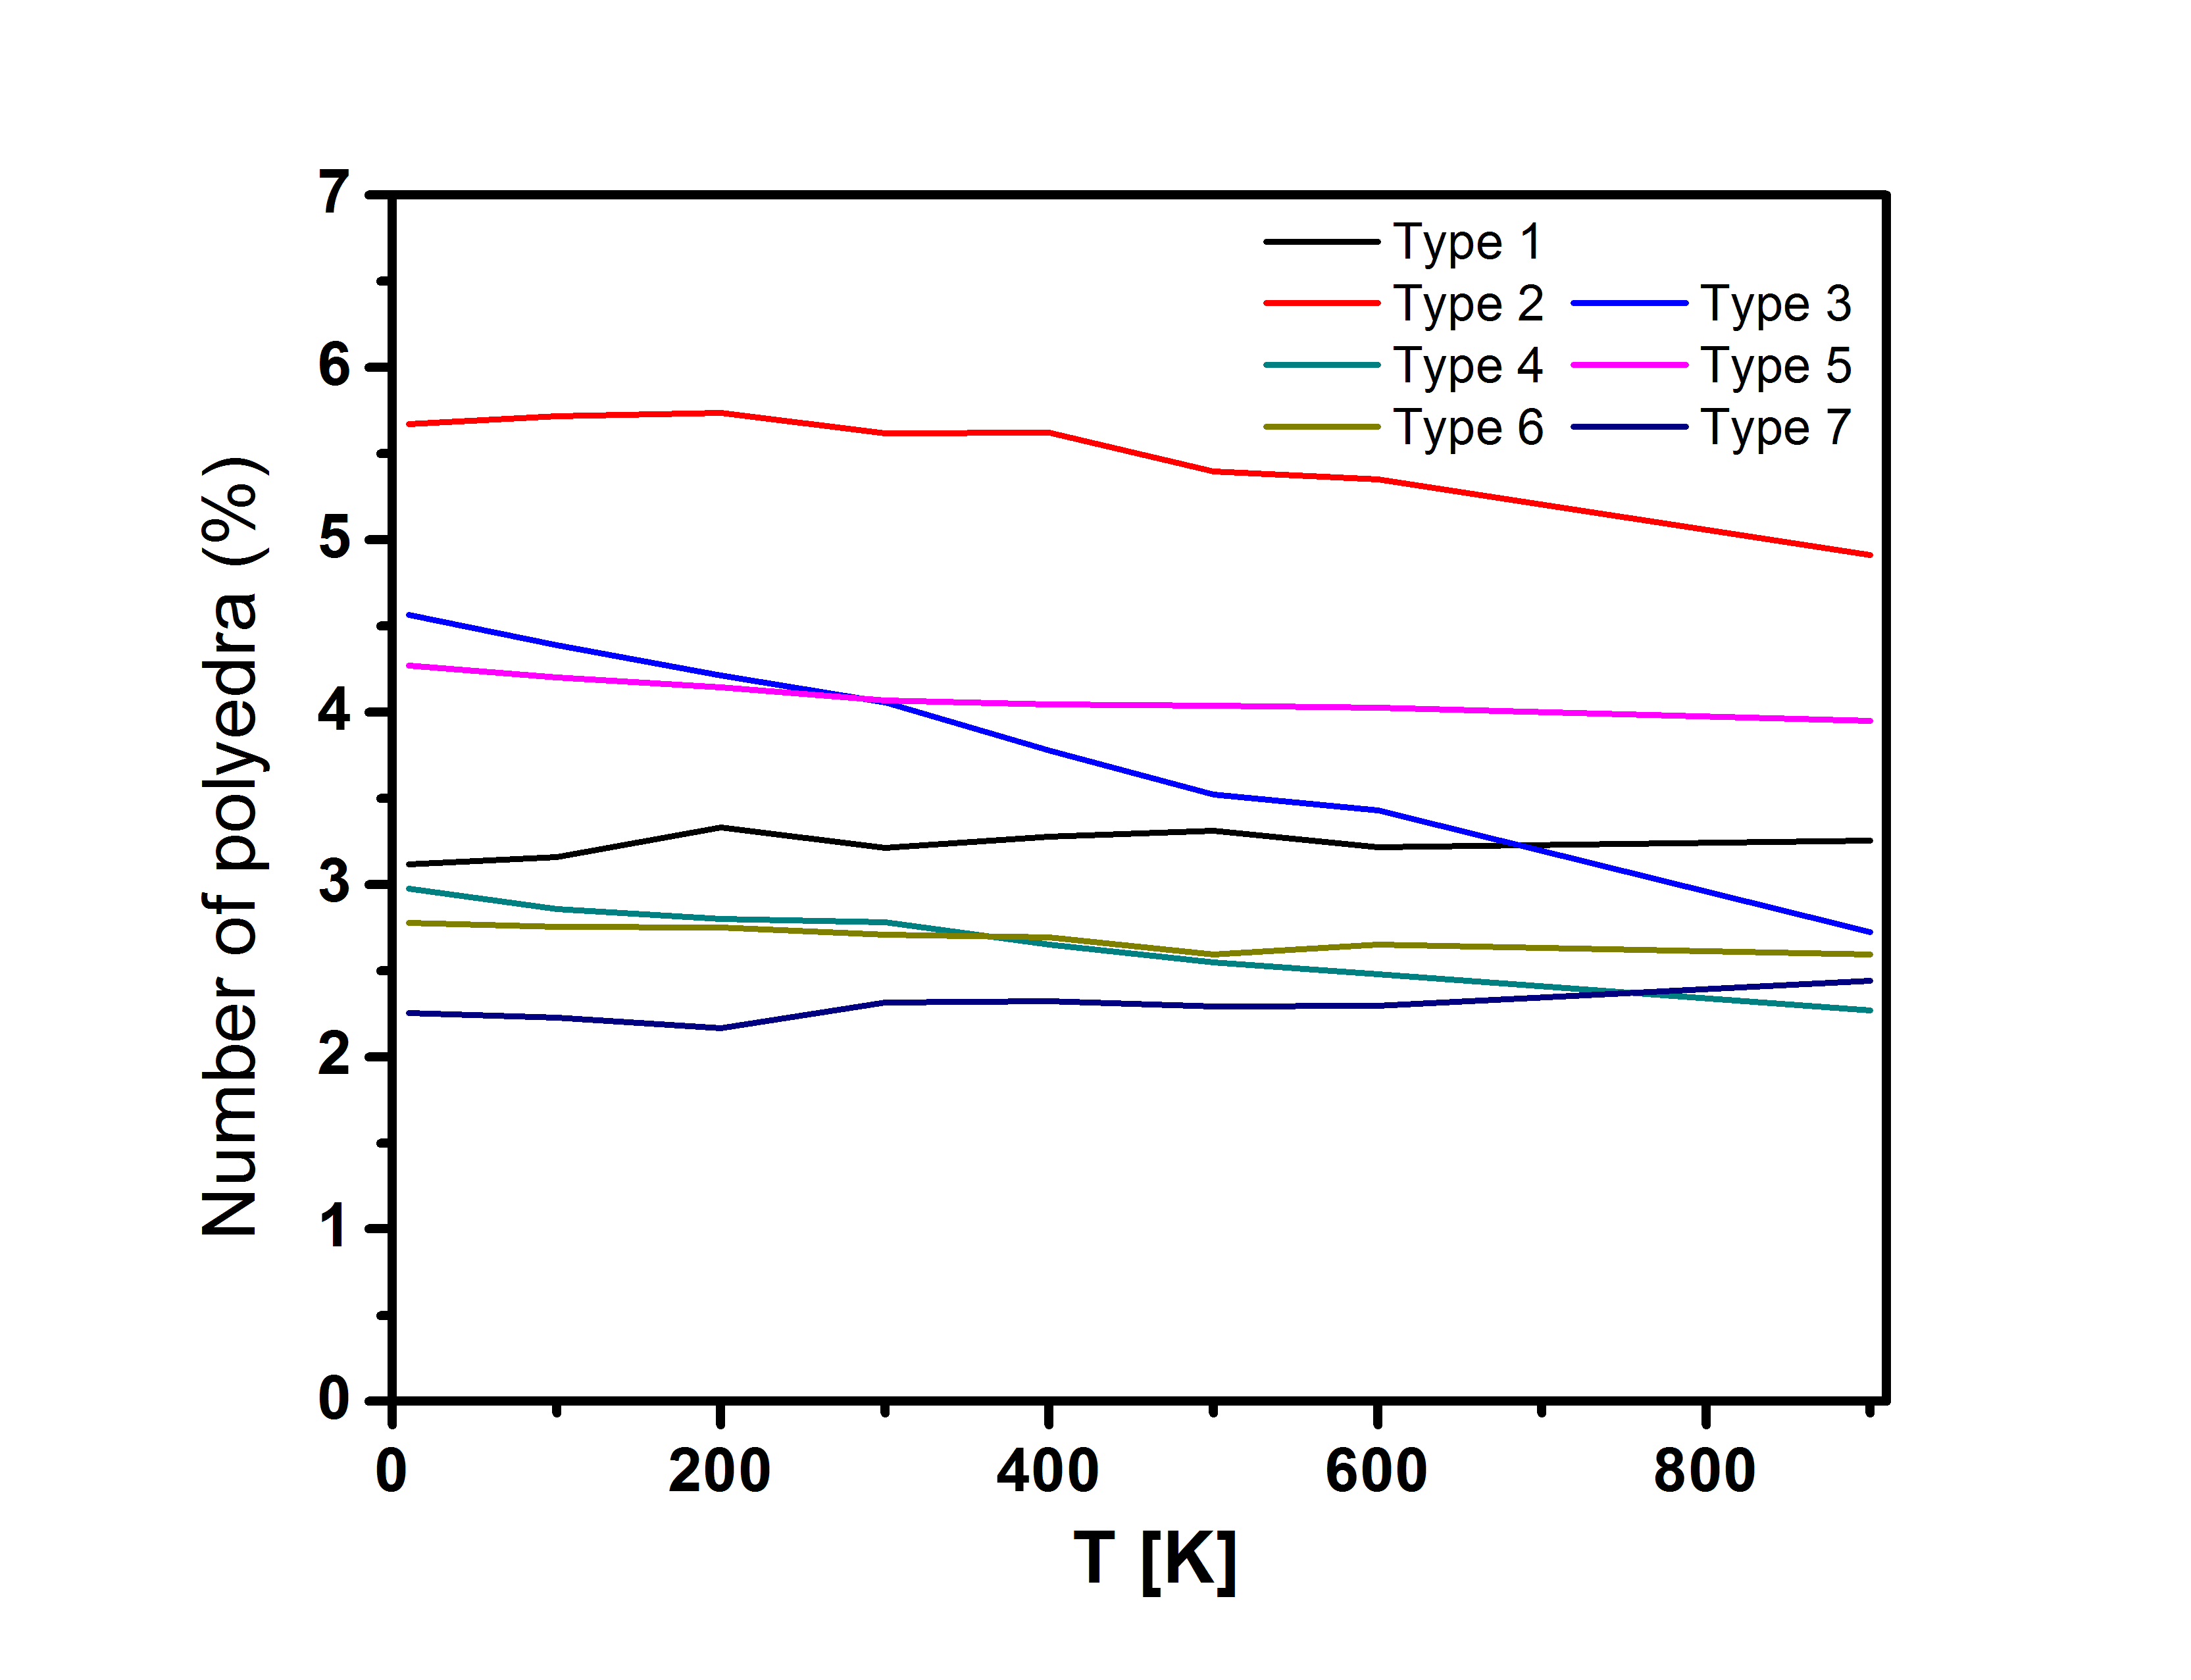 7
6
5
4
3
2
1
0
Number of polyedra (%)
Type 1
Type 2 Type 3
Type 4 Type 5
Type 6 Type 7
0 200 400 600 800
T [K]